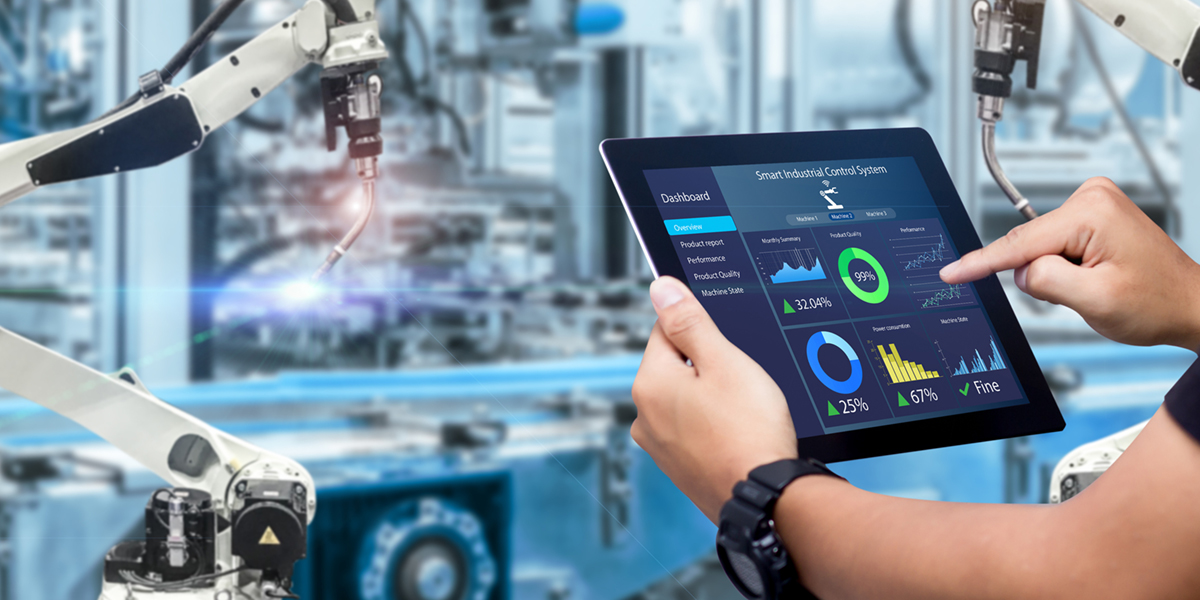 Smart Industrial Control System
Dashboard
Machine 1
Machine 2
Machine 3
Overview
Product report
Performance
Product Quality
Machine State
Monthly Summary
32.04%
Product Quality
99%
Performance
25%
Power consumtion
67%
Machine State
Fine